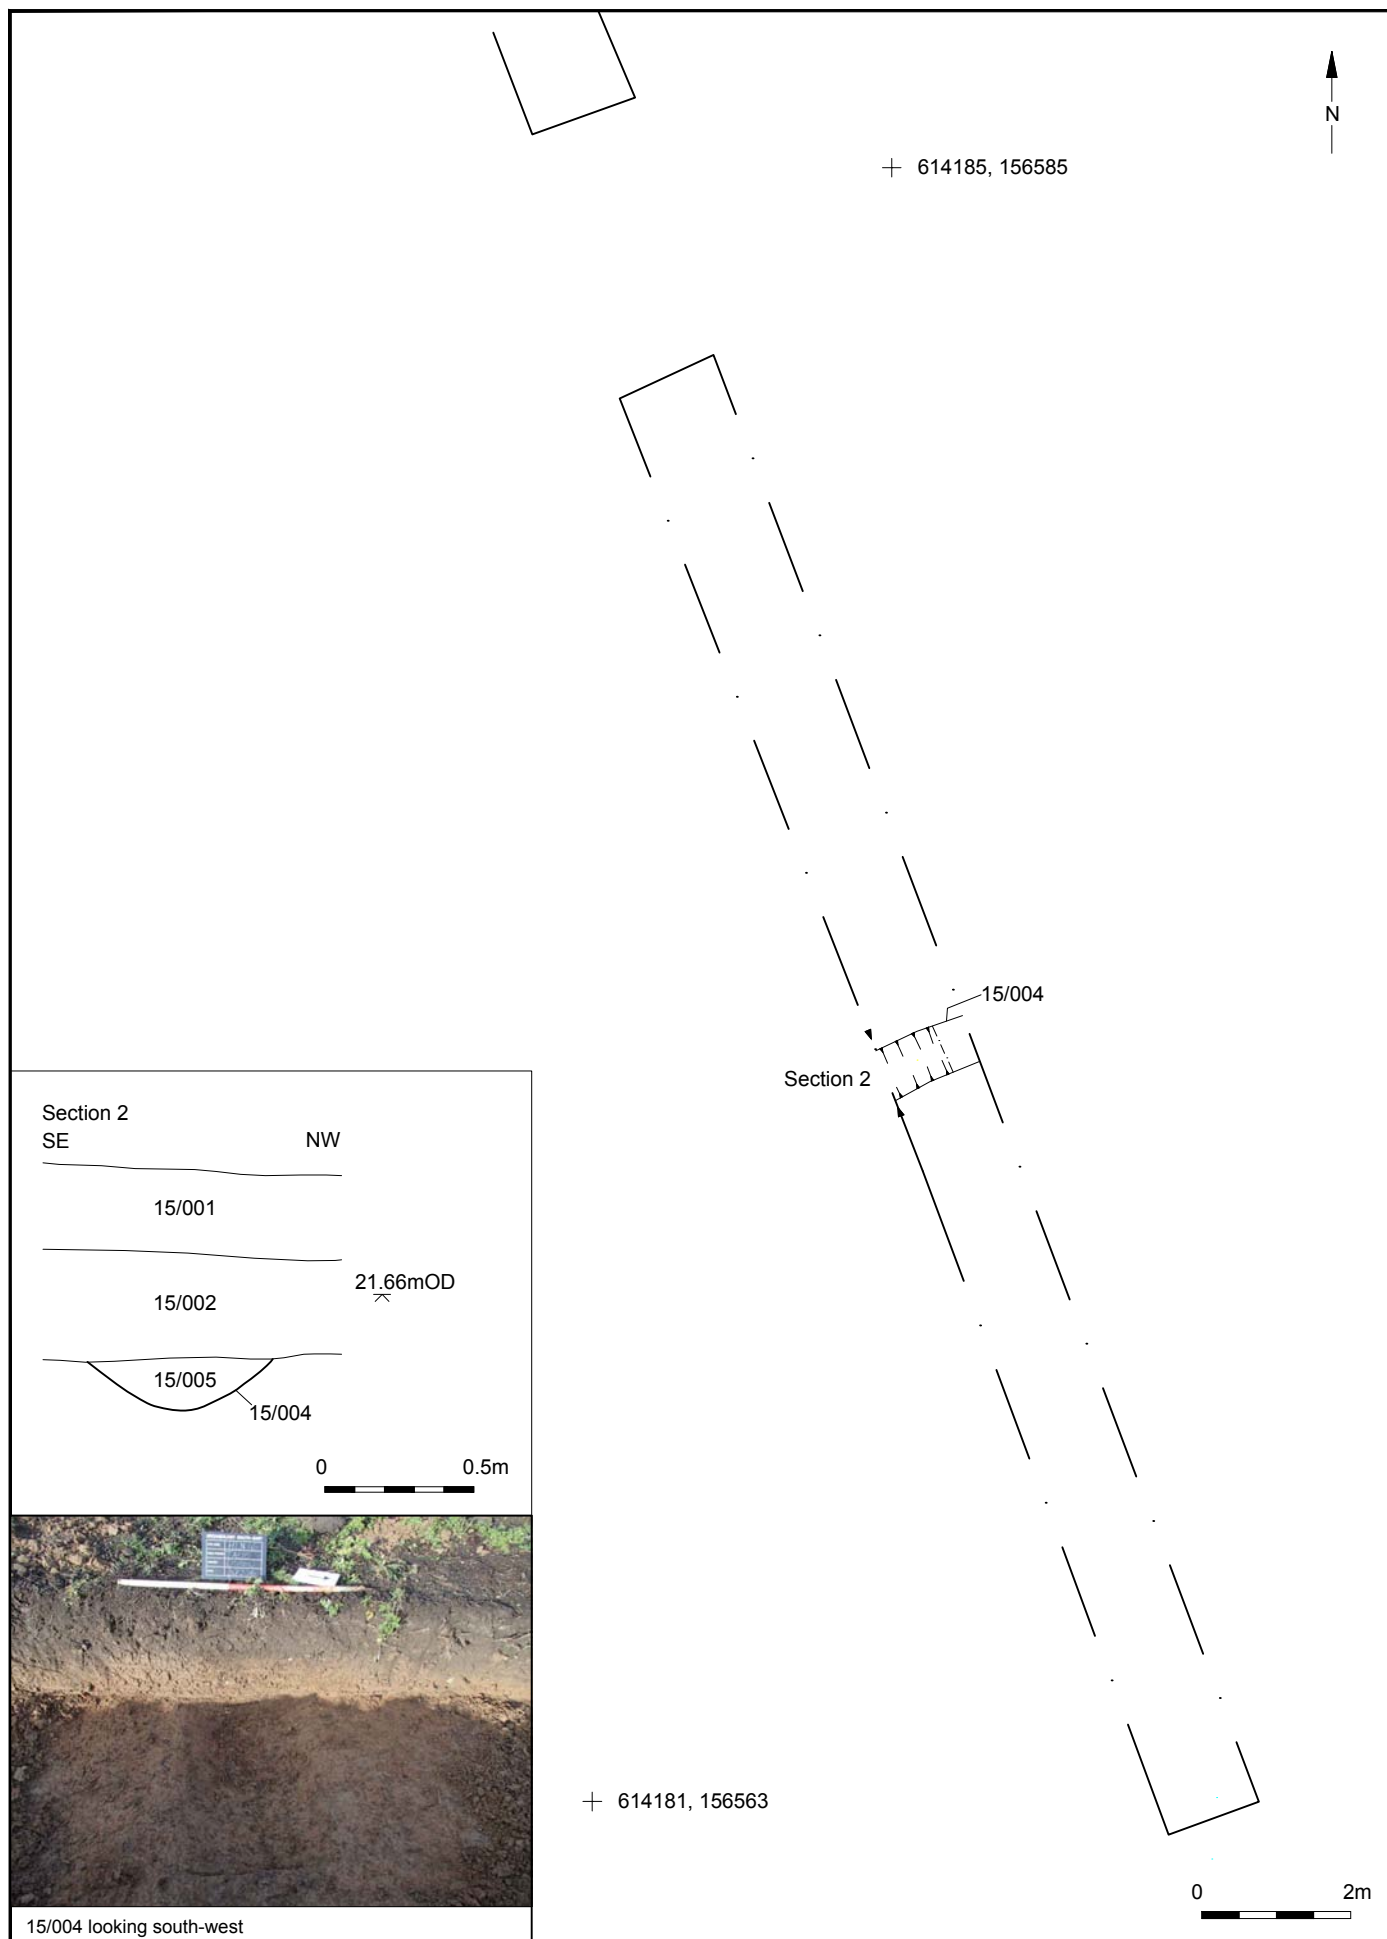 N
614185, 156585
15/004
Section 2
Section 2
SE NW
15/001
21.66mOD
15/002
15/005
15/004
0 0.5m
614181, 156563
0 2m
15/004 looking south-west